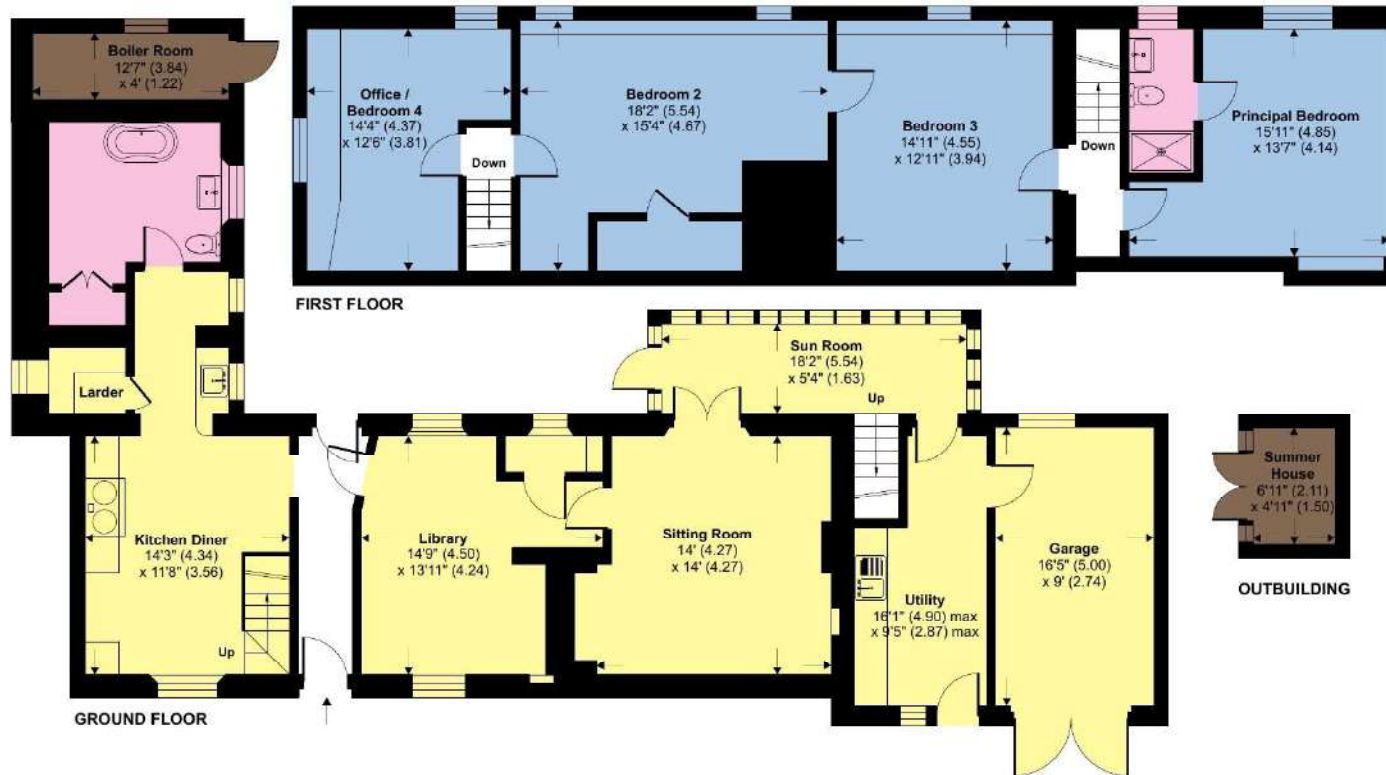 Boiler Room
12'7" (3.84)
x 4' (1.22)
Office /
Bedroom 4
14'4" (4.37)
x 12'6" (3.81)
Down
Bedroom 2
18'2" (5.54)
x 15'4" (4.67)
Bedroom 3
14'11" (4.55)
x 12'11" (3.94)
Down
Principal Bedroom
15'11" (4.85)
x 13'7" (4.14)
FIRST FLOOR
Larder
Sun Room
18'2" (5.54)
x 5'4" (1.63)
Up
Kitchen Diner
14'3" (4.34)
x 11'8" (3.56)
Up
Library
14'9" (4.50)
x 13'11" (4.24)
Sitting Room
14' (4.27)
x 14' (4.27)
Utility
16'1" (4.90) max
x 9'5" (2.87) max
Garage
16'5" (5.00)
x 9' (2.74)
Summer
House
6'11" (2.11)
x 4'11" (1.50)
OUTBUILDING
GROUND FLOOR